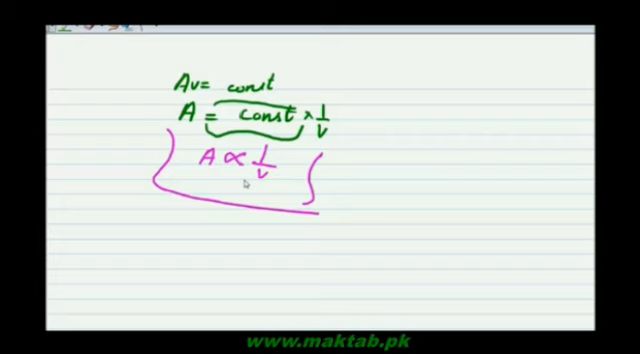 Av= const
A = const × 1/v
A ∝ 1/v
www.maktab.pk